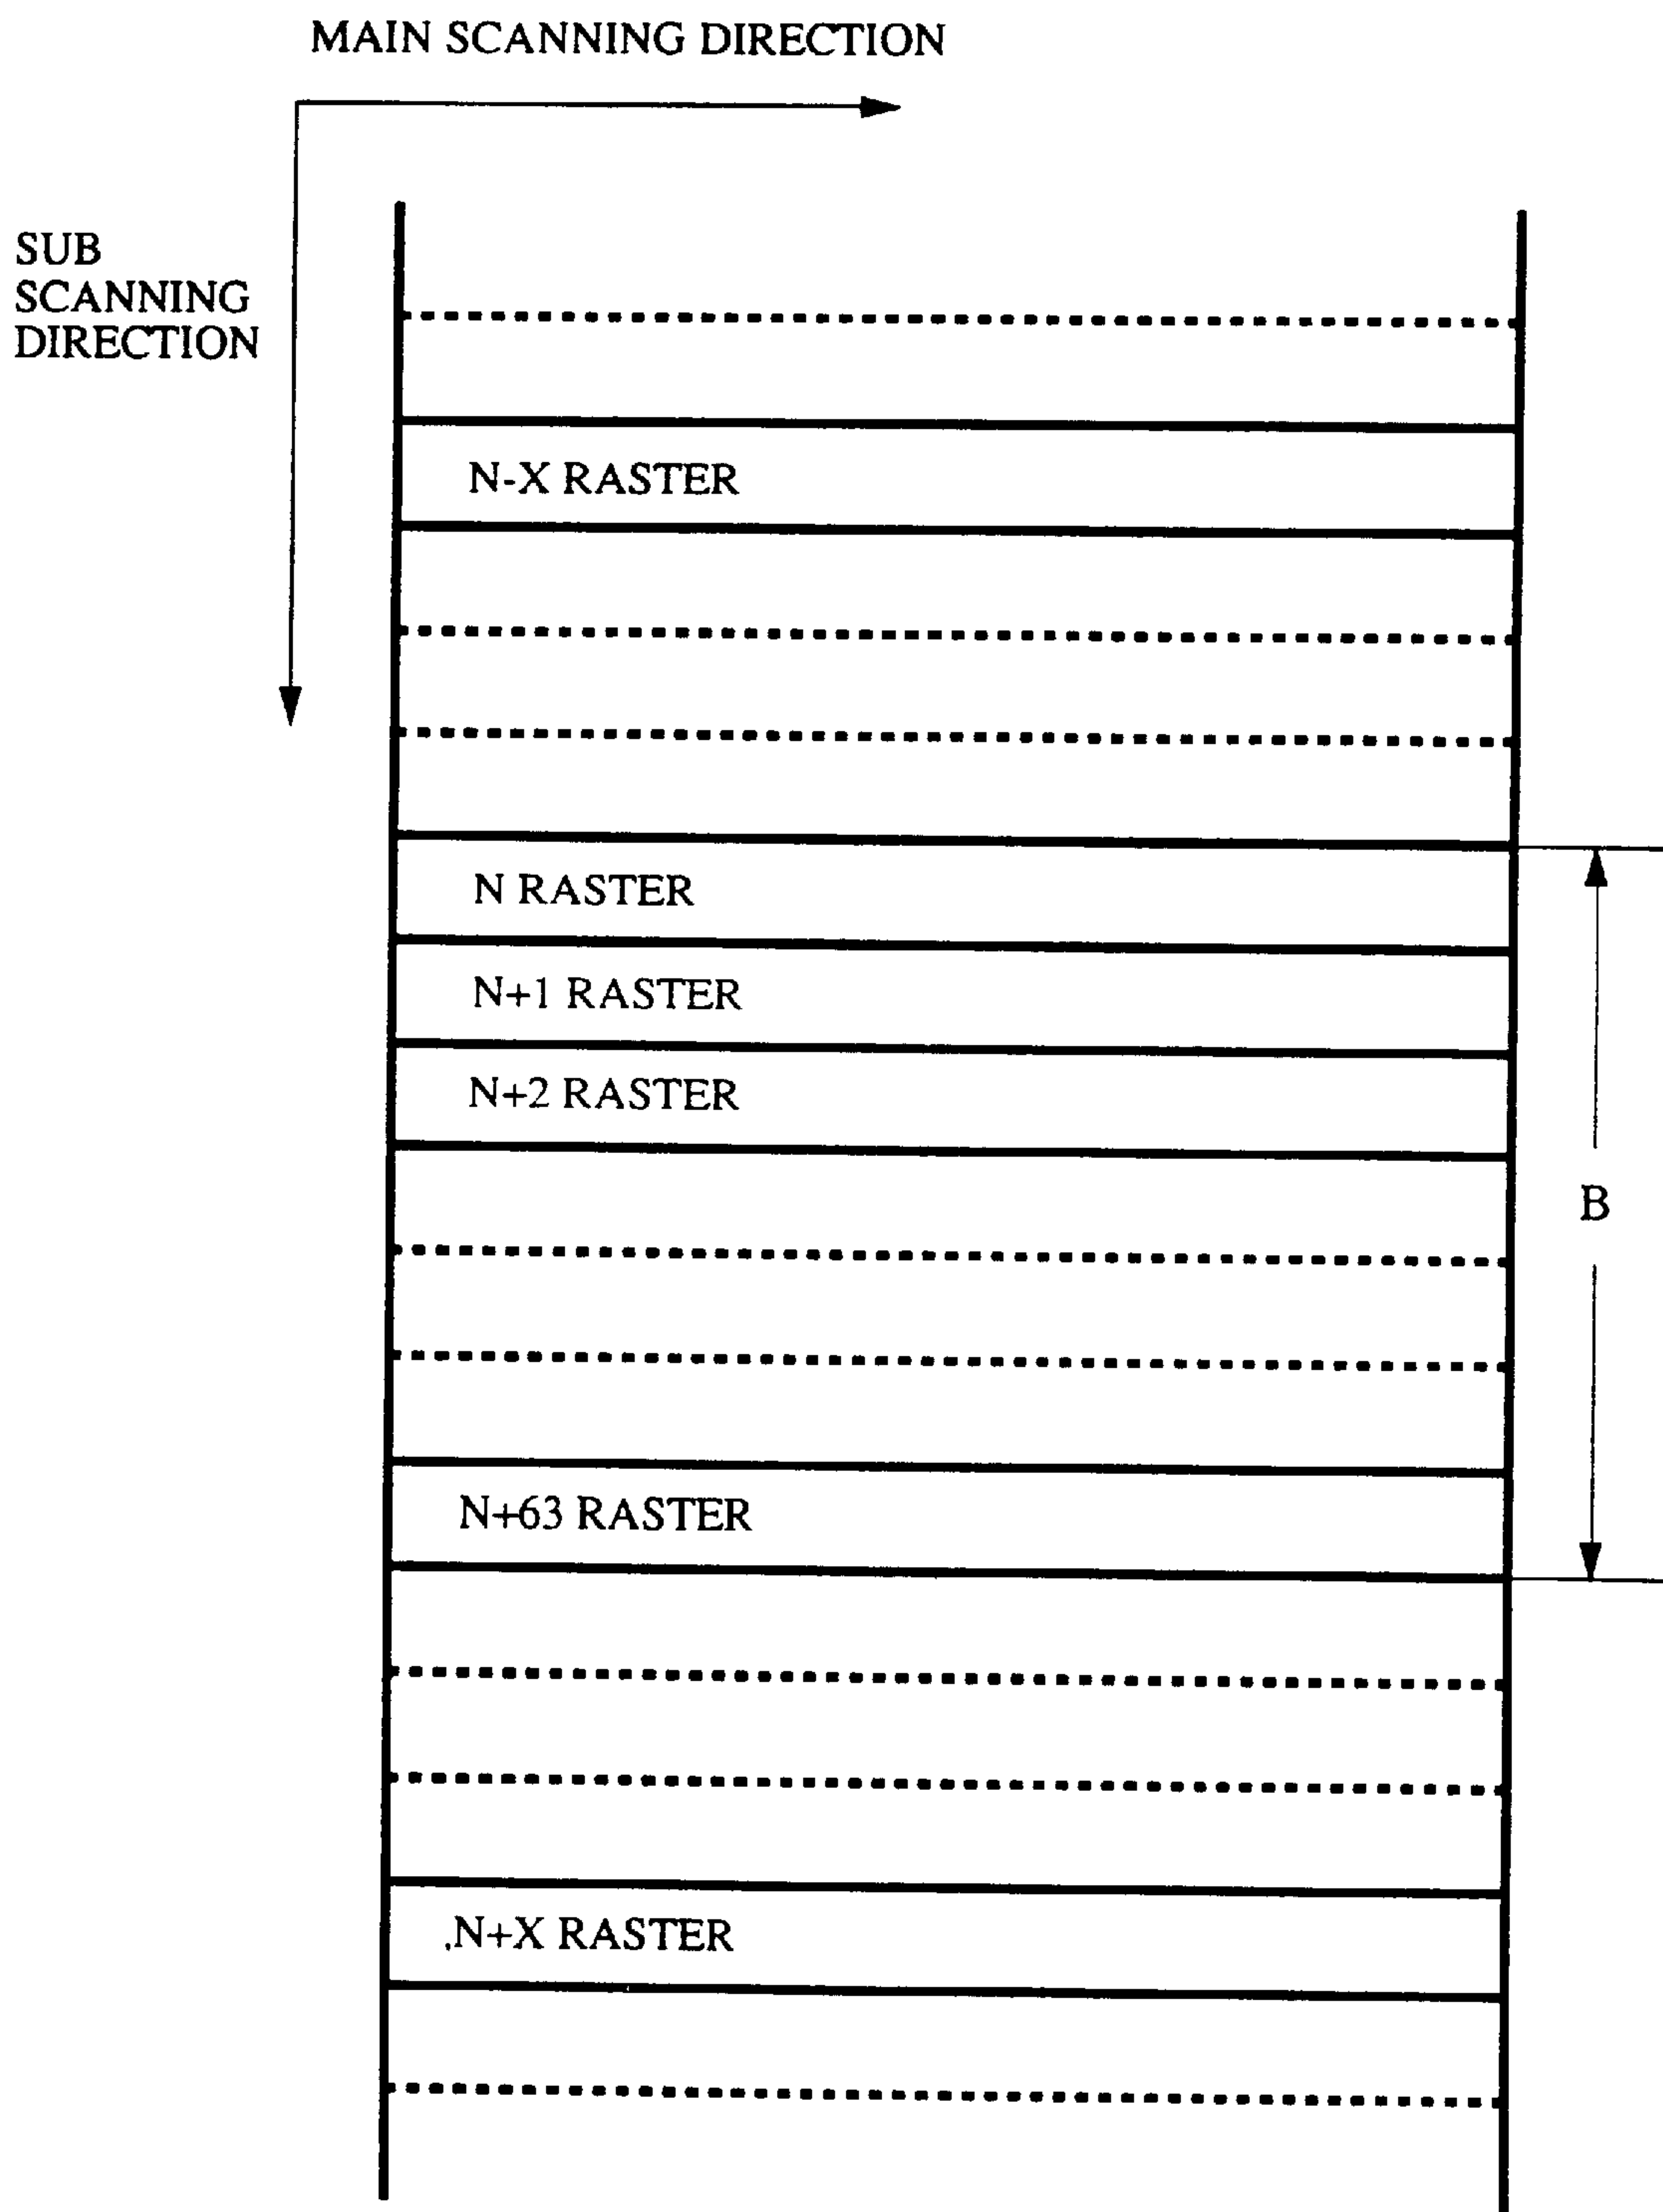 MAIN SCANNING DIRECTION
SUB
SCANNING
DIRECTION
N-X RASTER
N RASTER
N+1 RASTER
N+2 RASTER
B
N+63 RASTER
N+X RASTER